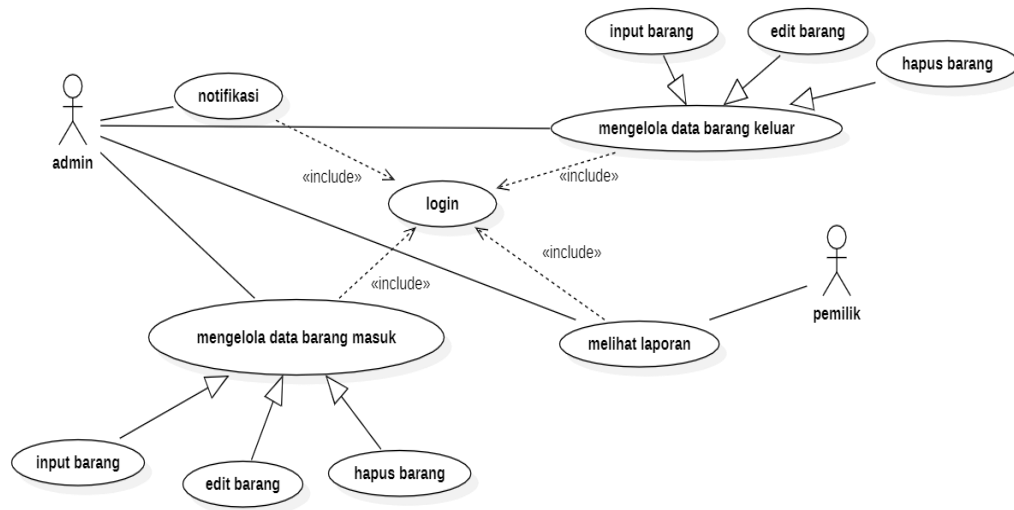 input barang
edit barang
hapus barang
notifikasi
mengelola data barang keluar
admin
«include»
«include»
login
«include»
«include»
pemilik
mengelola data barang masuk
melihat laporan
input barang
edit barang
hapus barang